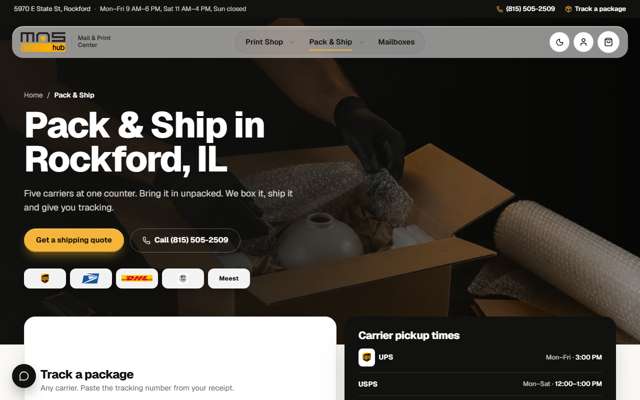 5970 E State St, Rockford · Mon–Fri 9 AM–6 PM, Sat 11 AM–4 PM, Sun closed
(815) 505-2509
Track a package
mos
hub
Mail & Print
Center
Print Shop
Pack & Ship
Mailboxes
Home / Pack & Ship
Pack & Ship in
Rockford, IL
Five carriers at one counter. Bring it in unpacked. We box it, ship it
and give you tracking.
Get a shipping quote
Call (815) 505-2509
DHL
Meest
Track a package
Any carrier. Paste the tracking number from your receipt.
Carrier pickup times
UPS
Mon–Fri · 3:00 PM
USPS
Mon–Sat · 12:00–1:00 PM